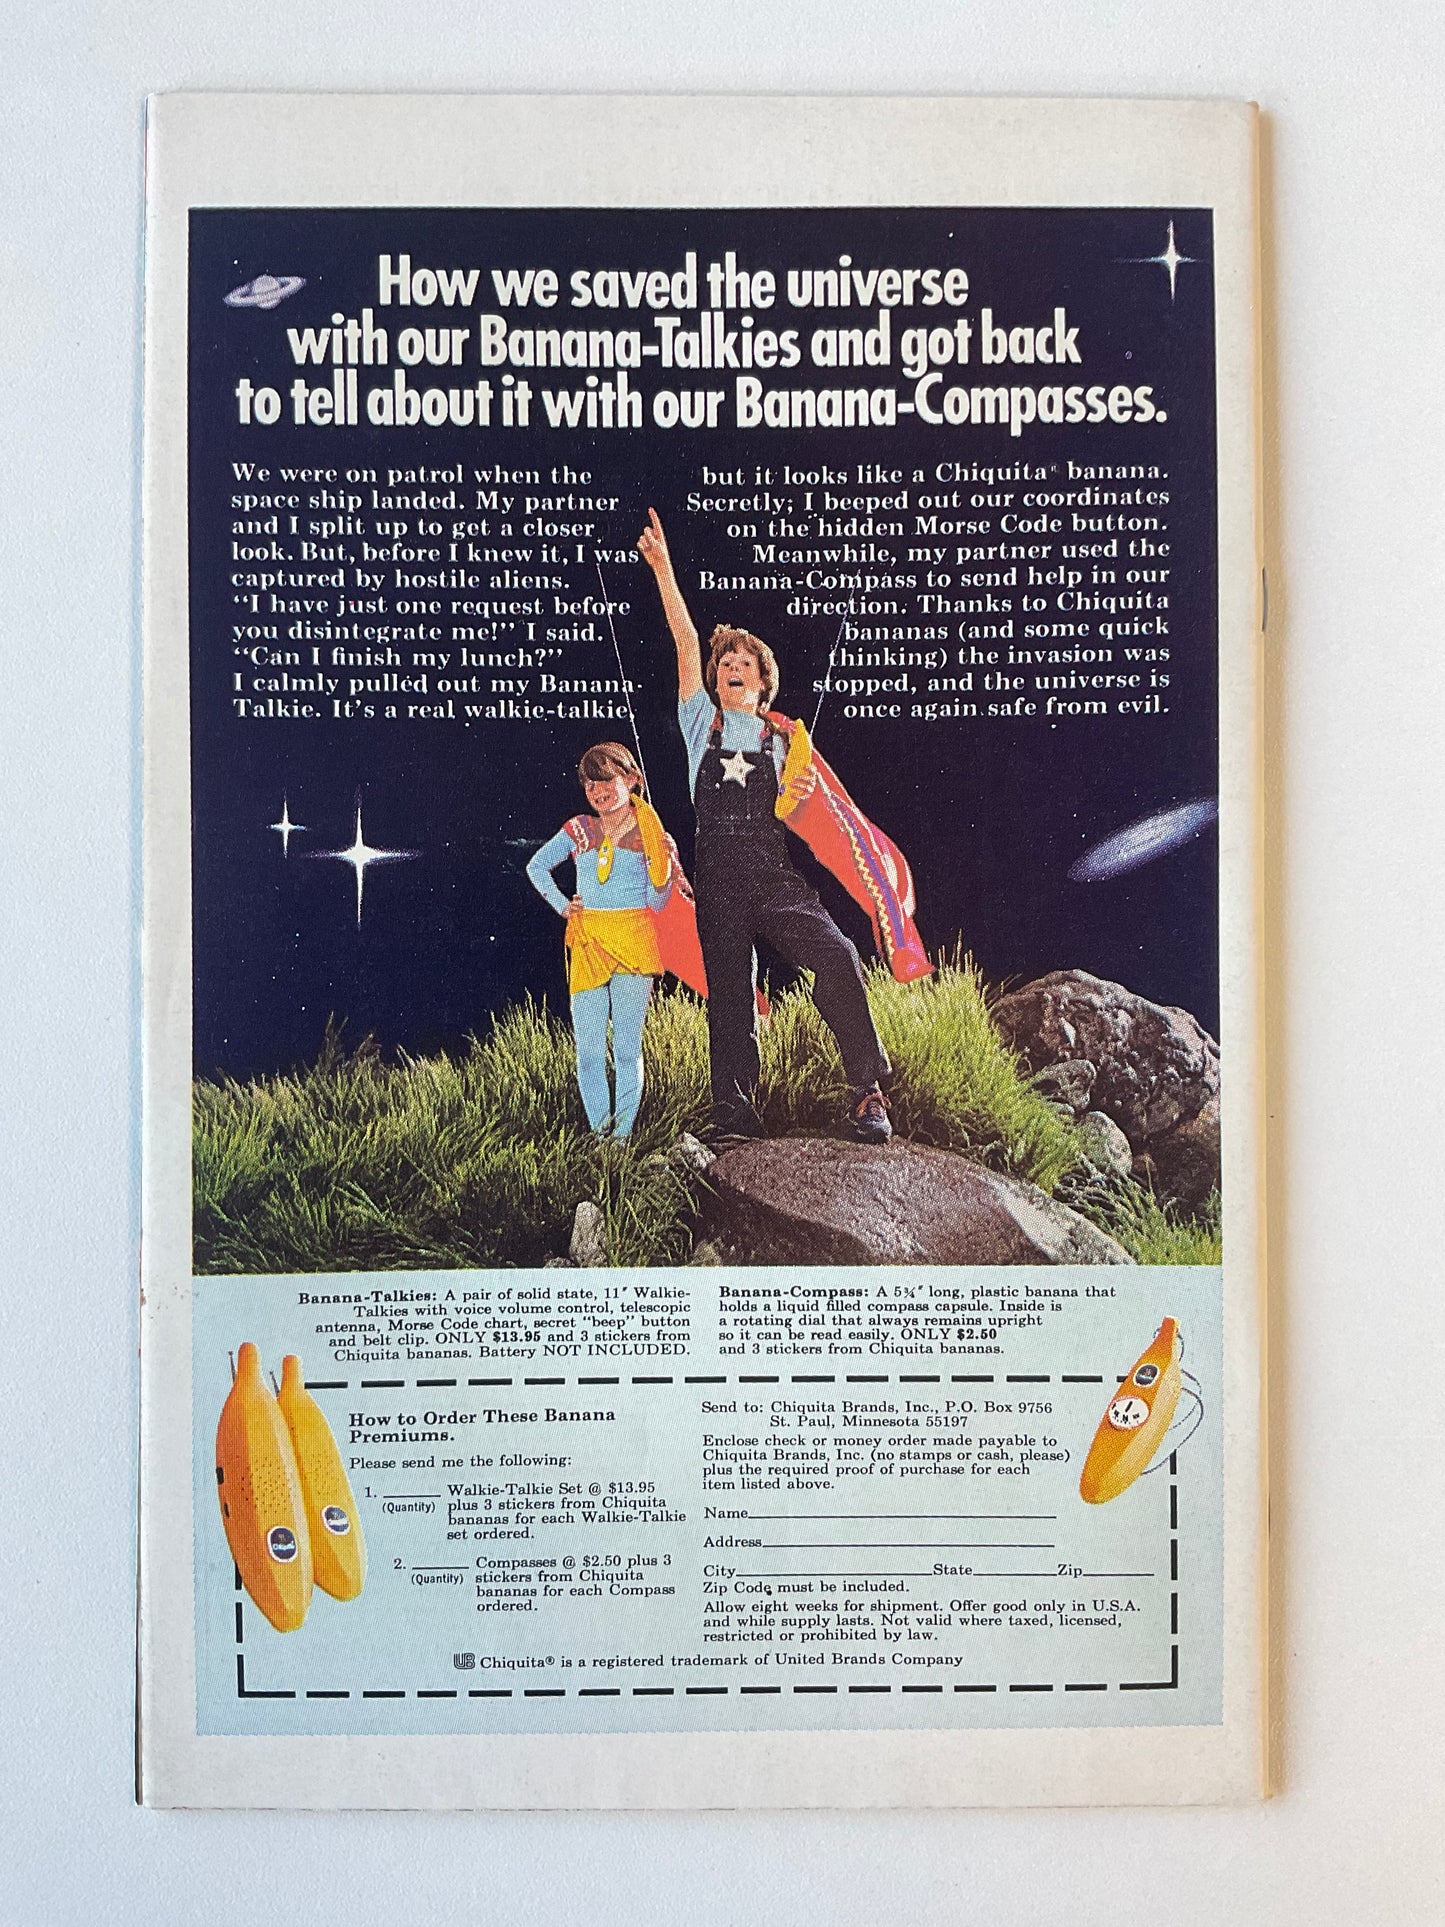 How we saved the universe
with our Banana-Talkies and got back
to tell about it with our Banana-Compasses.
We were on patrol when the
space ship landed. My partner
and I split up to get a closer
look. But, before I knew it, I was
captured by hostile aliens.
“I have just one request before
you disintegrate me!” I said.
“Can I finish my lunch?”
I calmly pulled out my Banana-
Talkie. It's a real walkie-talkie,
but it looks like a Chiquita® banana.
Secretly; I beeped out our coordinates
on the hidden Morse Code button.
Meanwhile, my partner used the
Banana-Compass to send help in our
direction. Thanks to Chiquita
bananas (and some quick
thinking) the invasion was
stopped, and the universe is
once again safe from evil.
Banana-Talkies: A pair of solid state, 11″ Walkie-
Talkies with voice volume control, telescopic
antenna, Morse Code chart, secret “beep” button
and belt clip. ONLY $13.95 and 3 stickers from
Chiquita bananas. Battery NOT INCLUDED.
Banana-Compass: A 5¾″ long, plastic banana that
holds a liquid filled compass capsule. Inside is
a rotating dial that always remains upright
so it can be read easily. ONLY $2.50
and 3 stickers from Chiquita bananas.
How to Order These Banana
Premiums.
Please send me the following:
1. ______ Walkie-Talkie Set @ $13.95
(Quantity) plus 3 stickers from Chiquita
bananas for each Walkie-Talkie
set ordered.
2. ______ Compasses @ $2.50 plus 3
(Quantity) stickers from Chiquita
bananas for each Compass
ordered.
Send to: Chiquita Brands, Inc., P.O. Box 9756
St. Paul, Minnesota 55197
Enclose check or money order made payable to
Chiquita Brands, Inc. (no stamps or cash, please)
plus the required proof of purchase for each
item listed above.
Name
Address
City State Zip
Zip Code must be included.
Allow eight weeks for shipment. Offer good only in U.S.A.
and while supply lasts. Not valid where taxed, licensed,
restricted or prohibited by law.
UB Chiquita® is a registered trademark of United Brands Company
Chiquita